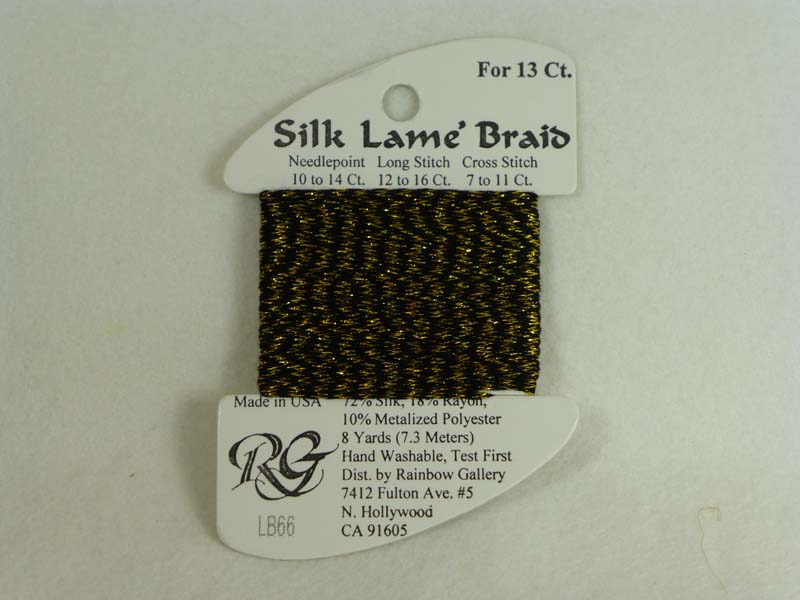 For 13 Ct.
Silk Lame' Braid
Needlepoint Long Stitch Cross Stitch
10 to 14 Ct. 12 to 16 Ct. 7 to 11 Ct.
Made in USA 72% Silk, 18% Rayon,
10% Metalized Polyester
8 Yards (7.3 Meters)
Hand Washable, Test First
Dist. by Rainbow Gallery
7412 Fulton Ave. #5
N. Hollywood
CA 91605
RG
LB66